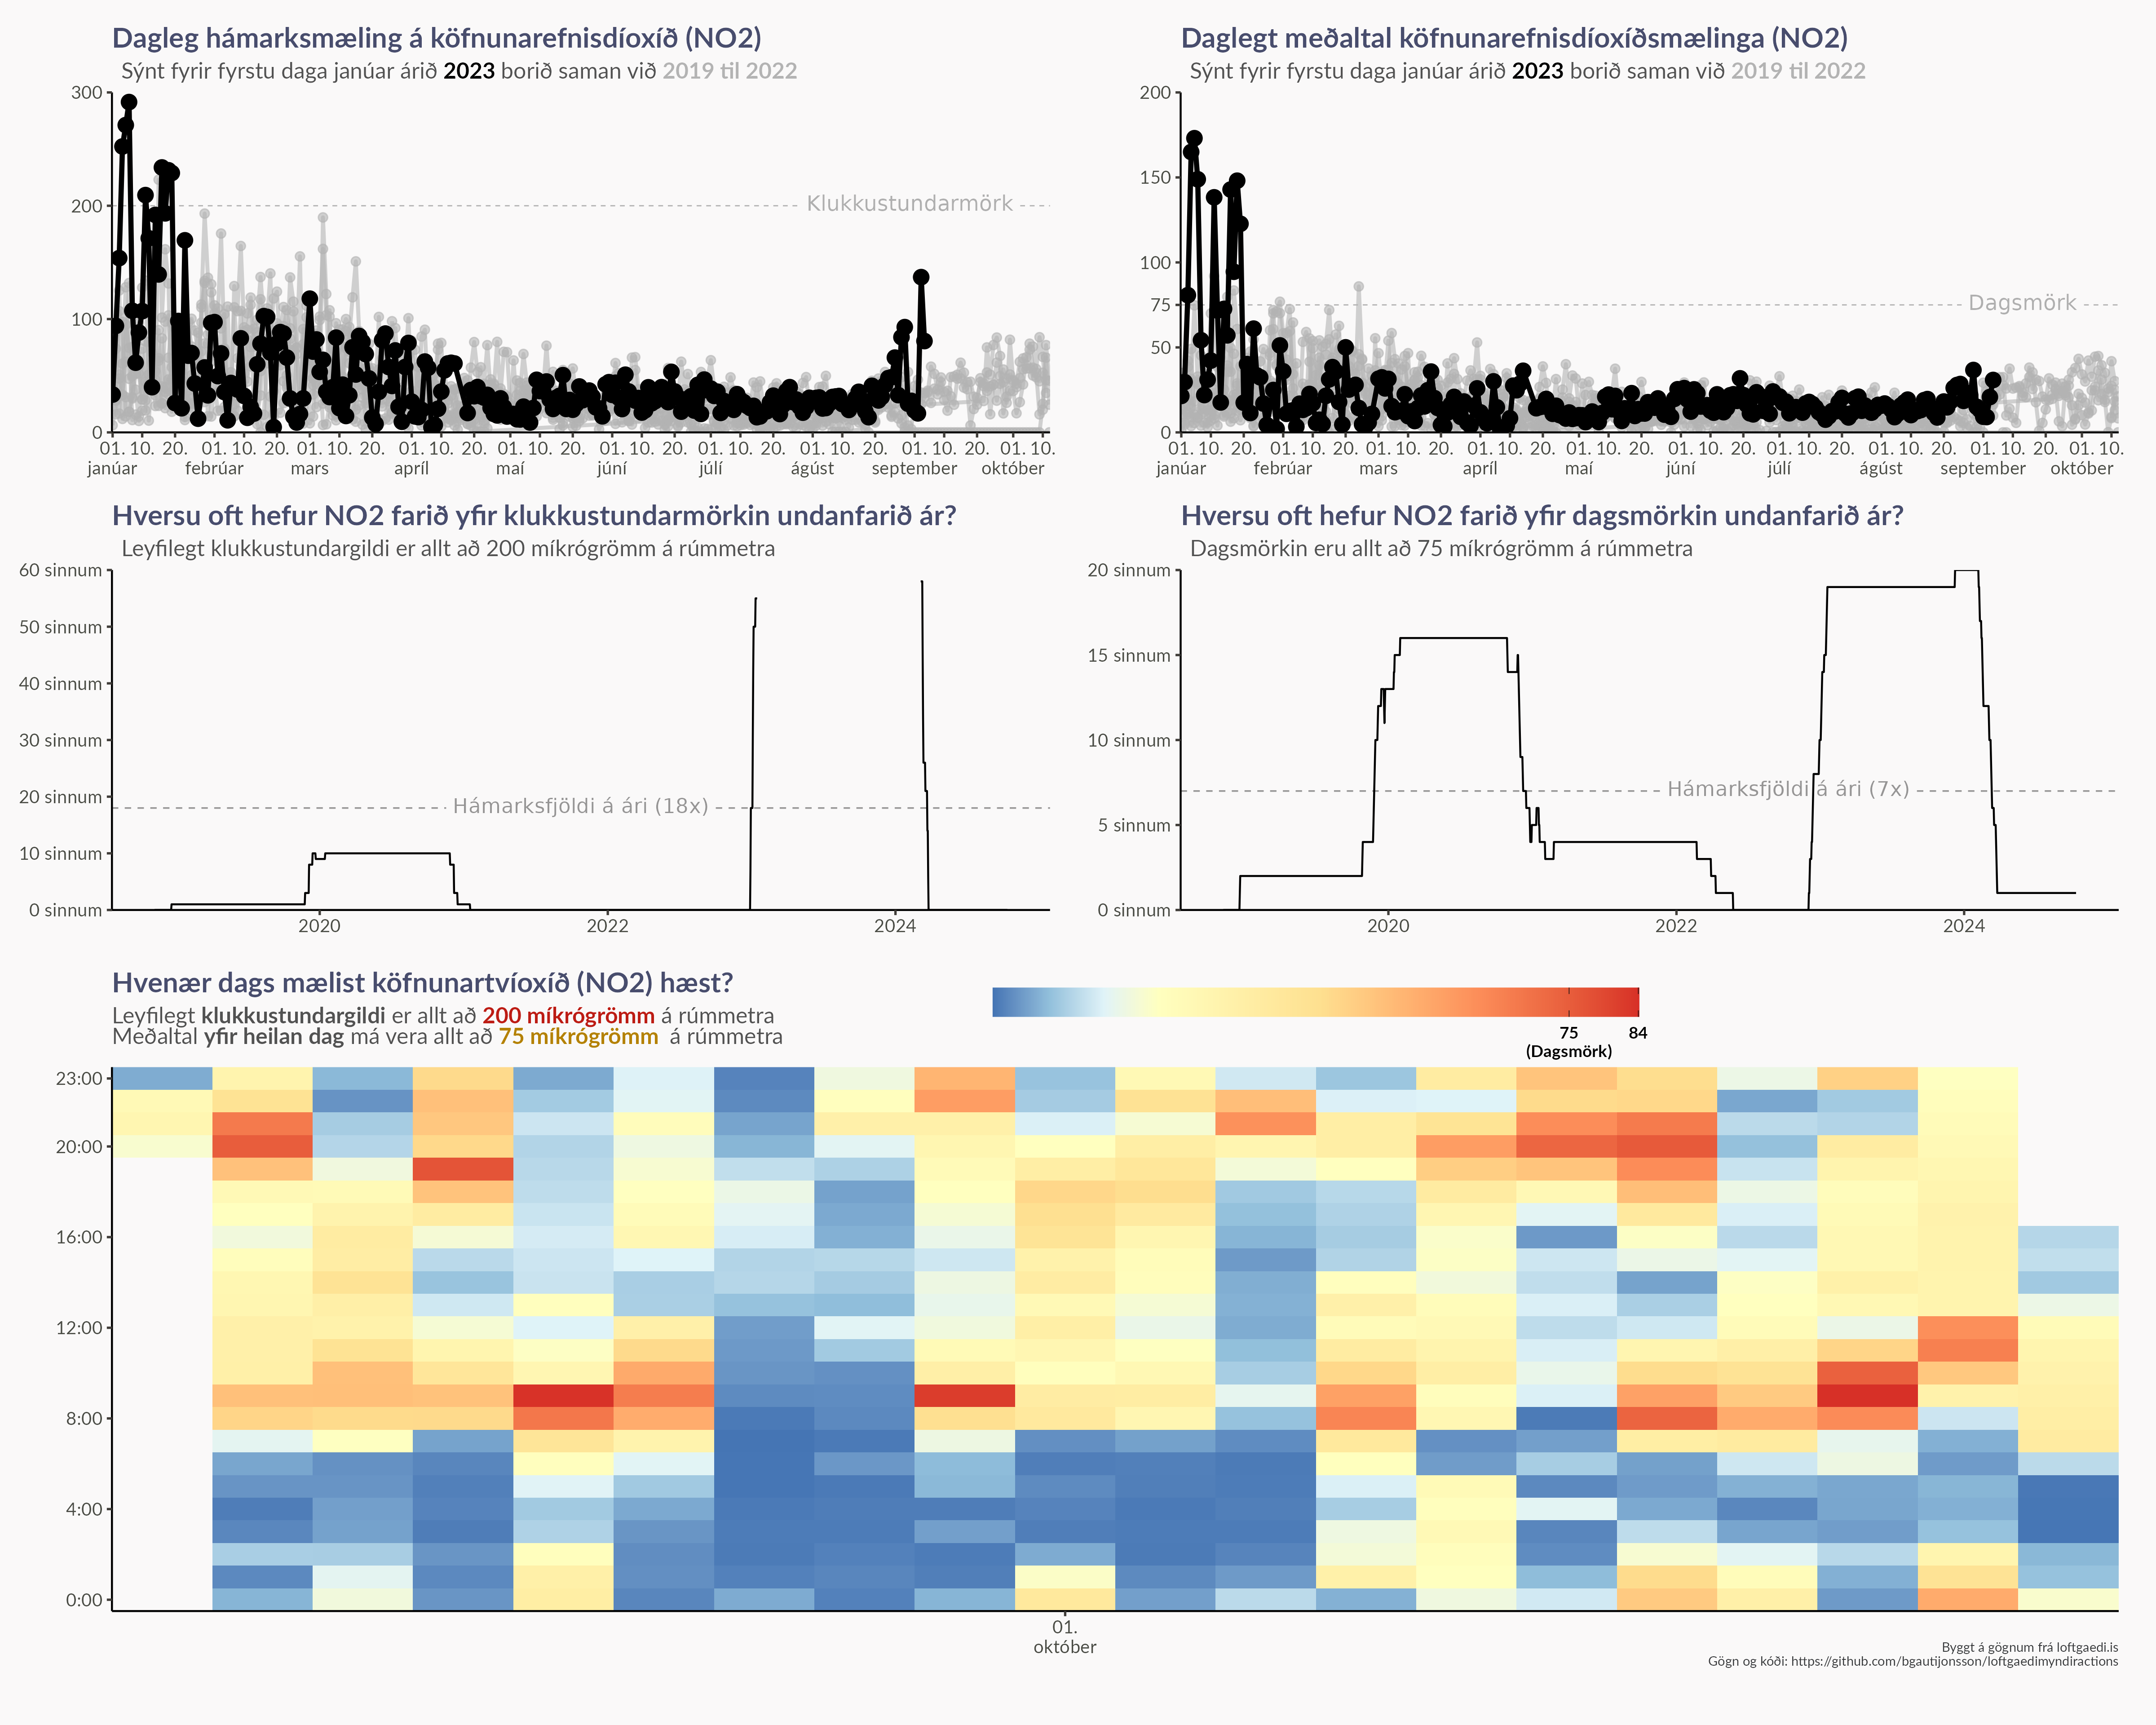 Dagleg hámarksmæling á köfnunarefnisdíoxíð (NO2)
Sýnt fyrir fyrstu daga janúar árið 2023 borið saman við 2019 til 2022
300
200
100
0
Klukkustundarmörk
01. 10. 20. 01. 10. 20. 01. 10. 20. 01. 10. 20. 01. 10. 20. 01. 10. 20. 01. 10. 20. 01. 10. 20. 01. 10. 20. 01. 10.
janúar febrúar mars apríl maí júní júlí ágúst september október
Daglegt meðaltal köfnunarefnisdíoxíðsmælinga (NO2)
Sýnt fyrir fyrstu daga janúar árið 2023 borið saman við 2019 til 2022
200
150
100
75
50
0
Dagsmörk
01. 10. 20. 01. 10. 20. 01. 10. 20. 01. 10. 20. 01. 10. 20. 01. 10. 20. 01. 10. 20. 01. 10. 20. 01. 10. 20. 01. 10.
janúar febrúar mars apríl maí júní júlí ágúst september október
Hversu oft hefur NO2 farið yfir klukkustundarmörkin undanfarið ár?
Leyfilegt klukkustundargildi er allt að 200 míkrógrömm á rúmmetra
60 sinnum
50 sinnum
40 sinnum
30 sinnum
20 sinnum
10 sinnum
0 sinnum
Hámarksfjöldi á ári (18x)
2020 2022 2024
Hversu oft hefur NO2 farið yfir dagsmörkin undanfarið ár?
Dagsmörkin eru allt að 75 míkrógrömm á rúmmetra
20 sinnum
15 sinnum
10 sinnum
5 sinnum
0 sinnum
Hámarksfjöldi á ári (7x)
2020 2022 2024
Hvenær dags mælist köfnunartvíoxíð (NO2) hæst?
Leyfilegt klukkustundargildi er allt að 200 míkrógrömm á rúmmetra
Meðaltal yfir heilan dag má vera allt að 75 míkrógrömm á rúmmetra
75 84
(Dagsmörk)
23:00
20:00
16:00
12:00
8:00
4:00
0:00
01.
október
Byggt á gögnum frá loftgaedi.is
Gögn og kóði: https://github.com/bgautijonsson/loftgaedimyndiractions